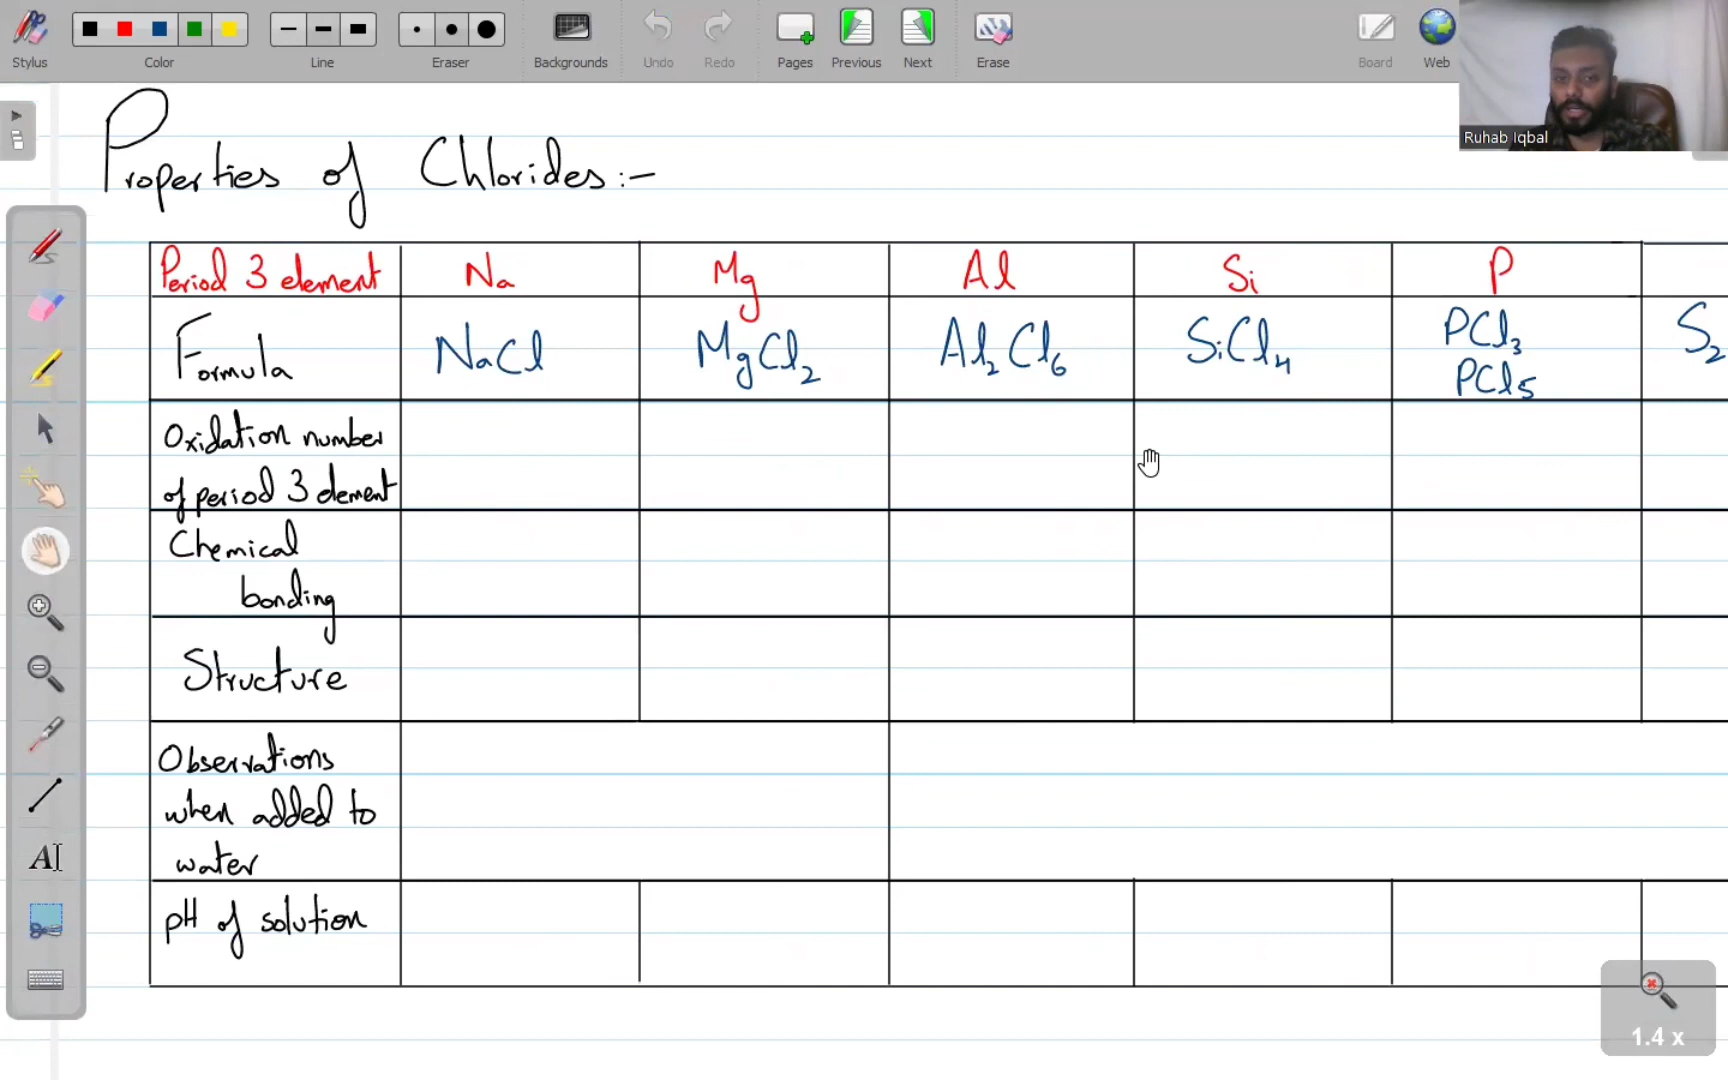 Stylus
Color
Line
Eraser
Backgrounds
Undo
Redo
Pages
Previous
Next
Erase
Board
Web
Ruhab Iqbal
Properties of Chlorides:-
Period 3 element Na Mg Al Si P
Formula NaCl MgCl2 Al2Cl6 SiCl4 PCl3 S2
PCl5
Oxidation number
of period 3 element
Chemical
bonding
Structure
Observations
when added to
water
pH of solution
AI
1.4 x